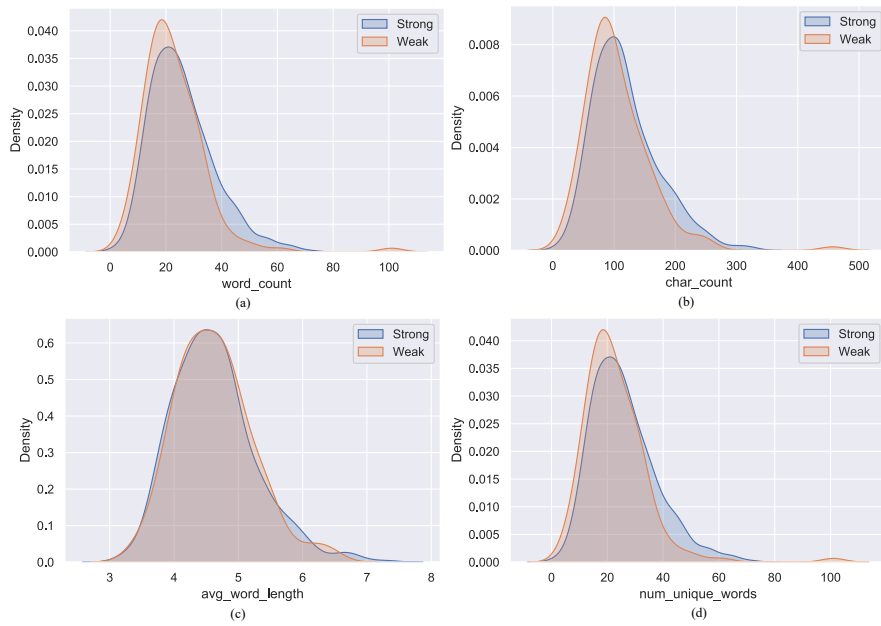 Strong
Weak
0.040
0.035
0.030
0.025
0.020
0.015
0.010
0.005
0.000
Density
0 20 40 60 80 100
word_count
(a)
Strong
Weak
0.008
0.006
0.004
0.002
0.000
Density
0 100 200 300 400 500
char_count
(b)
Strong
Weak
0.6
0.5
0.4
0.3
0.2
0.1
0.0
Density
3 4 5 6 7 8
avg_word_length
(c)
Strong
Weak
0.040
0.035
0.030
0.025
0.020
0.015
0.010
0.005
0.000
Density
0 20 40 60 80 100
num_unique_words
(d)